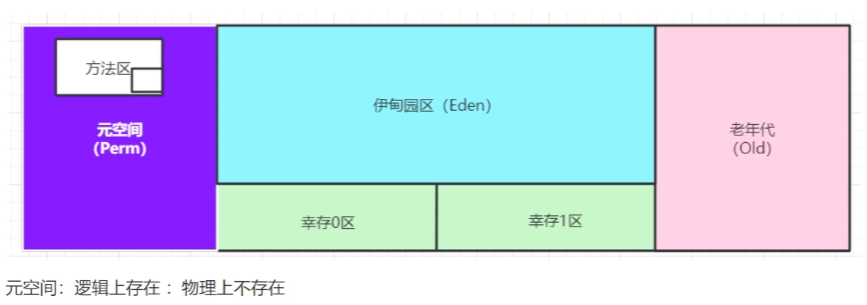 方法区
元空间
（Perm）
伊甸园区（Eden）
幸存0区
幸存1区
老年代
（Old）
元空间：逻辑上存在 ：物理上不存在